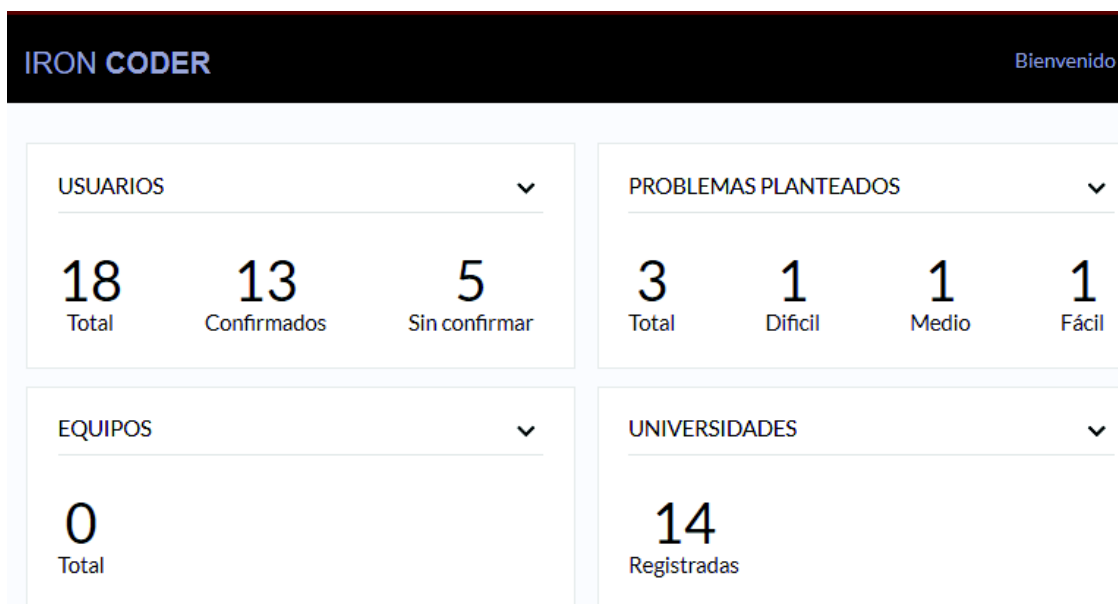 IRON CODER
Bienvenido
USUARIOS
18 13 5
Total Confirmados Sin confirmar
PROBLEMAS PLANTEADOS
3 1 1 1
Total Dificil Medio Fácil
EQUIPOS
0
Total
UNIVERSIDADES
14
Registradas